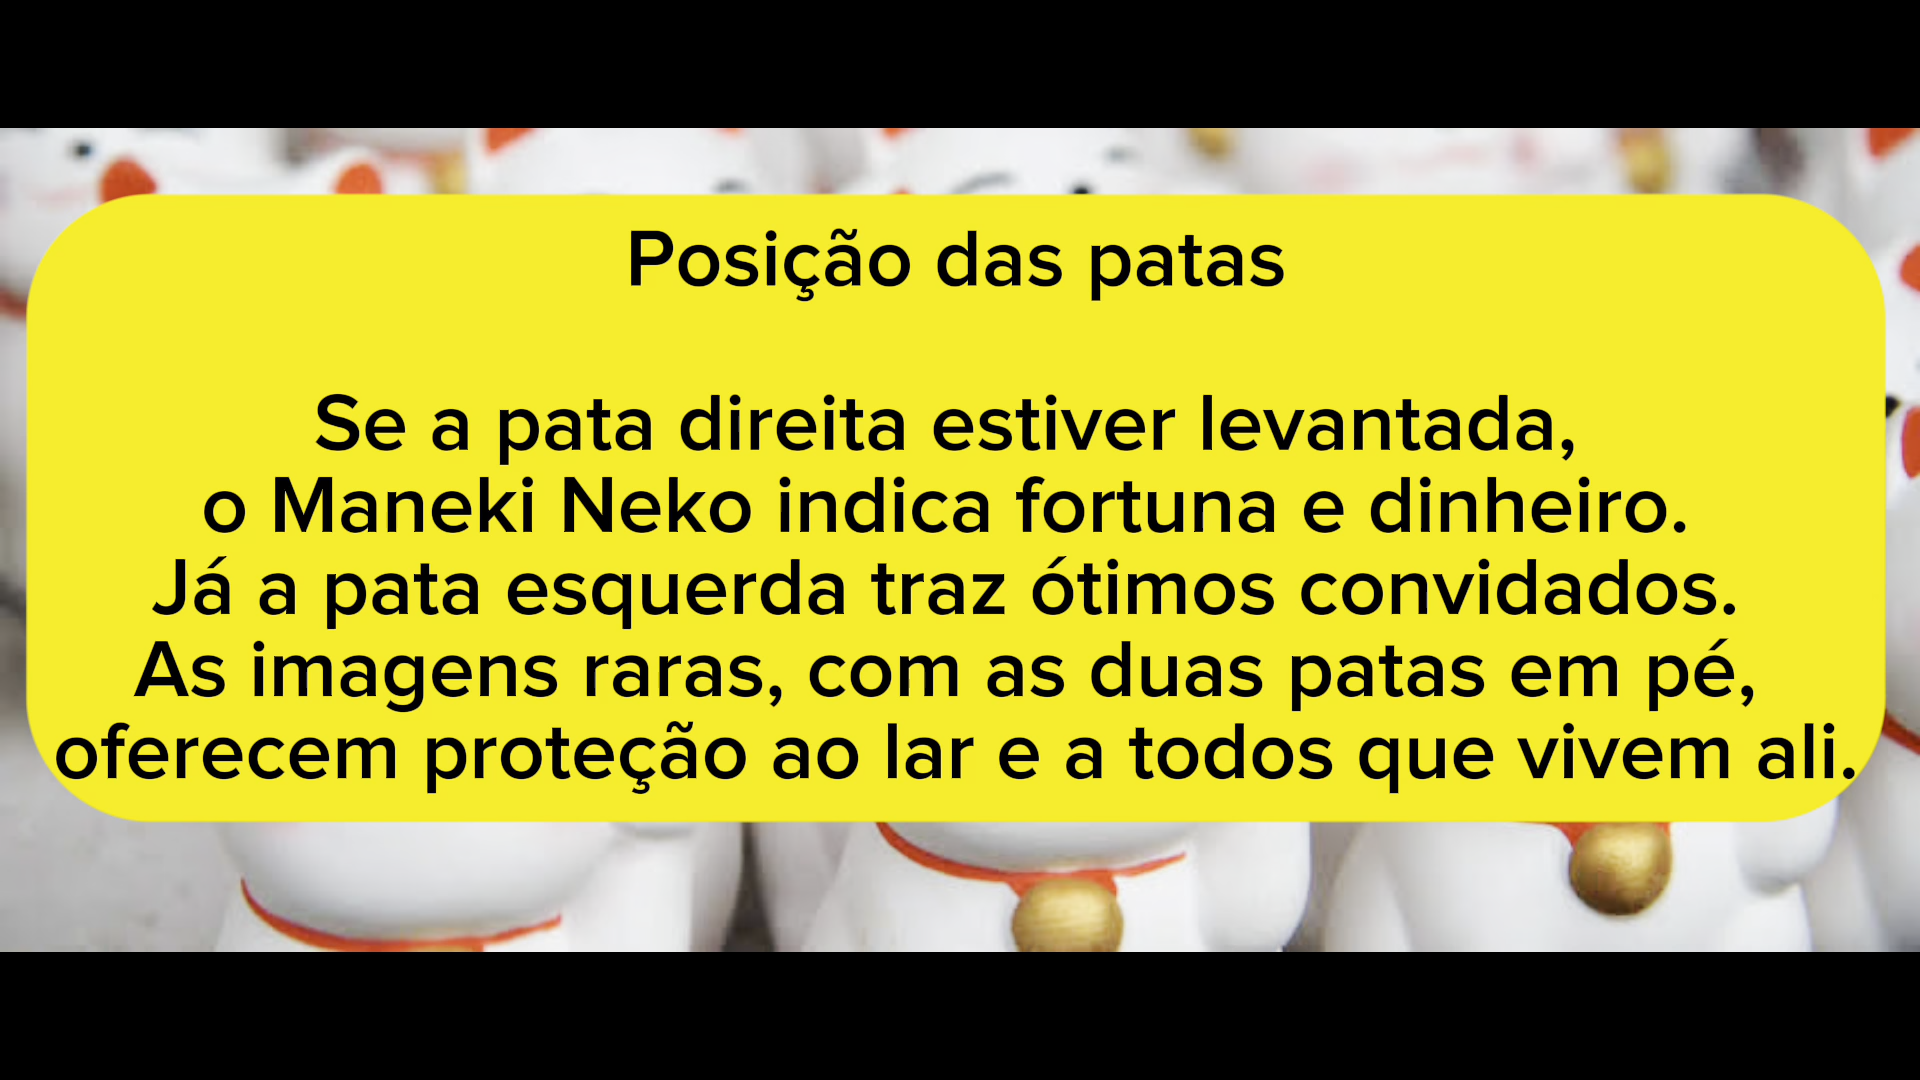 Posição das patas
Se a pata direita estiver levantada,
o Maneki Neko indica fortuna e dinheiro.
Já a pata esquerda traz ótimos convidados.
As imagens raras, com as duas patas em pé,
oferecem proteção ao lar e a todos que vivem ali.